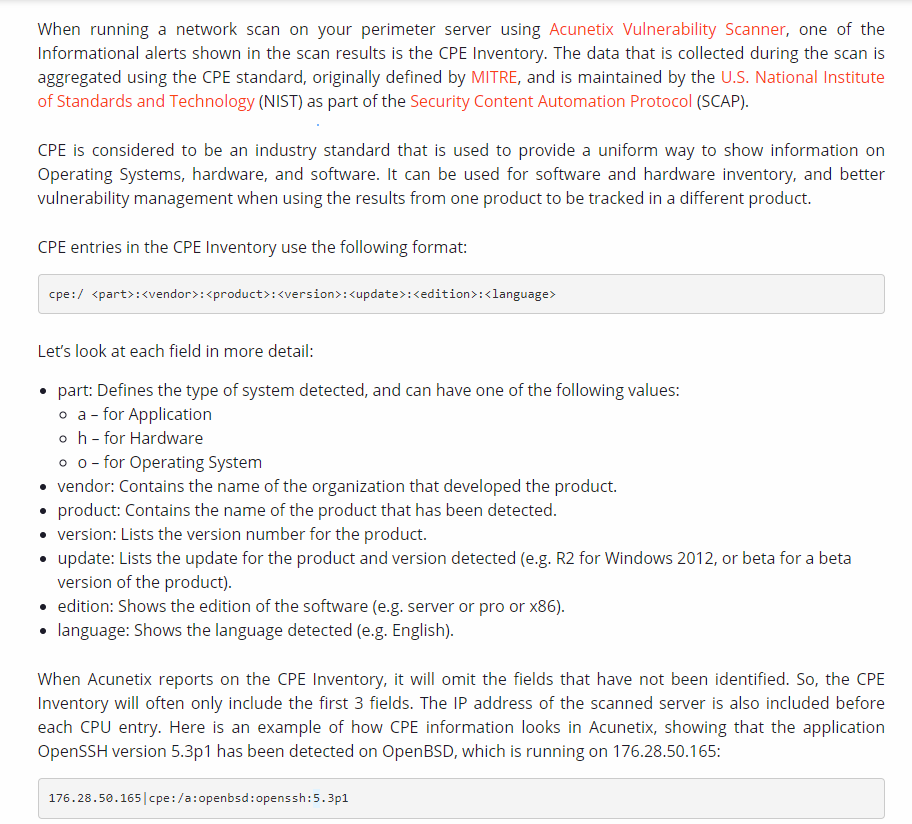 When running a network scan on your perimeter server using Acunetix Vulnerability Scanner, one of the
Informational alerts shown in the scan results is the CPE Inventory. The data that is collected during the scan is
aggregated using the CPE standard, originally defined by MITRE, and is maintained by the U.S. National Institute
of Standards and Technology (NIST) as part of the Security Content Automation Protocol (SCAP).
CPE is considered to be an industry standard that is used to provide a uniform way to show information on
Operating Systems, hardware, and software. It can be used for software and hardware inventory, and better
vulnerability management when using the results from one product to be tracked in a different product.
CPE entries in the CPE Inventory use the following format:
cpe:/ <part>:<vendor>:<product>:<version>:<update>:<edition>:<language>
Let’s look at each field in more detail:
• part: Defines the type of system detected, and can have one of the following values:
○ a – for Application
○ h – for Hardware
○ o – for Operating System
• vendor: Contains the name of the organization that developed the product.
• product: Contains the name of the product that has been detected.
• version: Lists the version number for the product.
• update: Lists the update for the product and version detected (e.g. R2 for Windows 2012, or beta for a beta
version of the product).
• edition: Shows the edition of the software (e.g. server or pro or x86).
• language: Shows the language detected (e.g. English).
When Acunetix reports on the CPE Inventory, it will omit the fields that have not been identified. So, the CPE
Inventory will often only include the first 3 fields. The IP address of the scanned server is also included before
each CPU entry. Here is an example of how CPE information looks in Acunetix, showing that the application
OpenSSH version 5.3p1 has been detected on OpenBSD, which is running on 176.28.50.165:
176.28.50.165|cpe:/a:openbsd:openssh:5.3p1